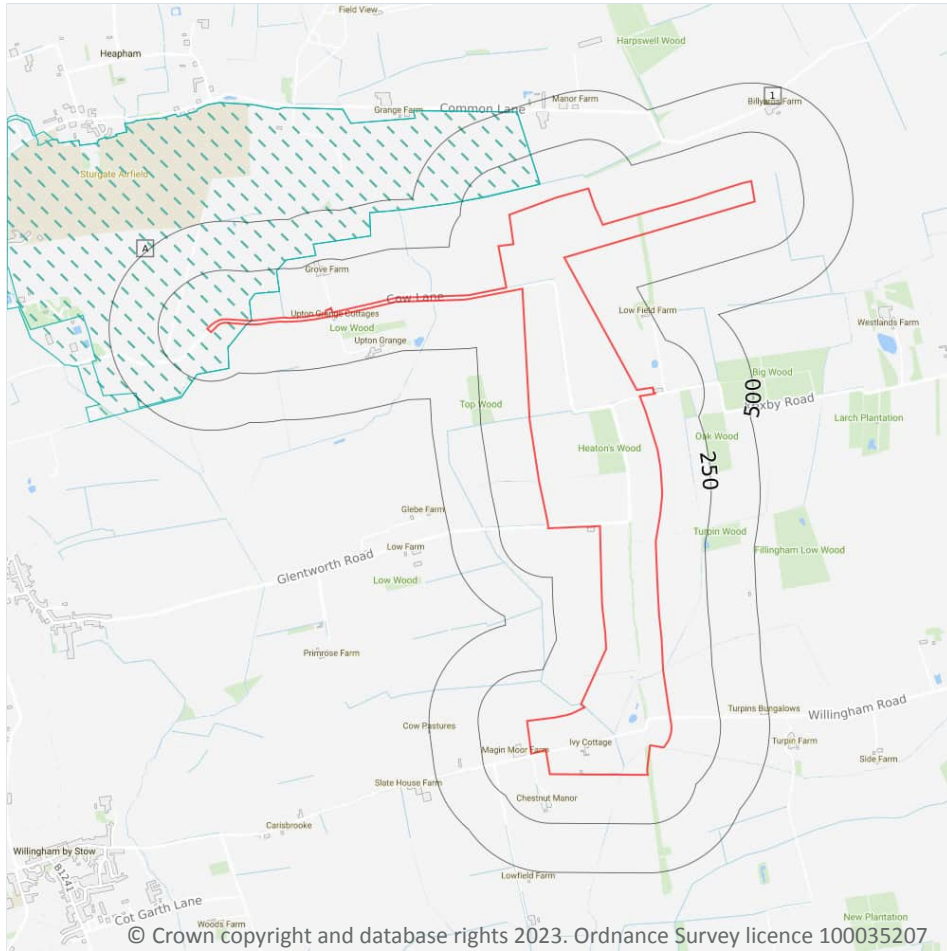 Field View
Heapham
Harpswell Wood
Grange Farm
Common Lane
Manor Farm
1
Sturgate Airfield
A
Grove Farm
Cow Lane
Upton Grange Cottages
Low Wood
Upton Grange
Low Field Farm
Westlands Farm
Big Wood
500
Top Wood
Larch Plantation
Heaton's Wood
Oak Wood
250
Glebe Farm
Turpin Wood
Fillingham Low Wood
Low Farm
Glentworth Road
Low Wood
Primrose Farm
Willingham Road
Cow Pastures
Turpins Bungalows
Magin Moor Farm
Ivy Cottage
Turpin Farm
Side Farm
Slate House Farm
Chestnut Manor
Carisbrooke
Willingham by Stow
B1241
Lowfield Farm
Cot Garth Lane
Woods Farm
New Plantation
© Crown copyright and database rights 2023. Ordnance Survey licence 100035207.